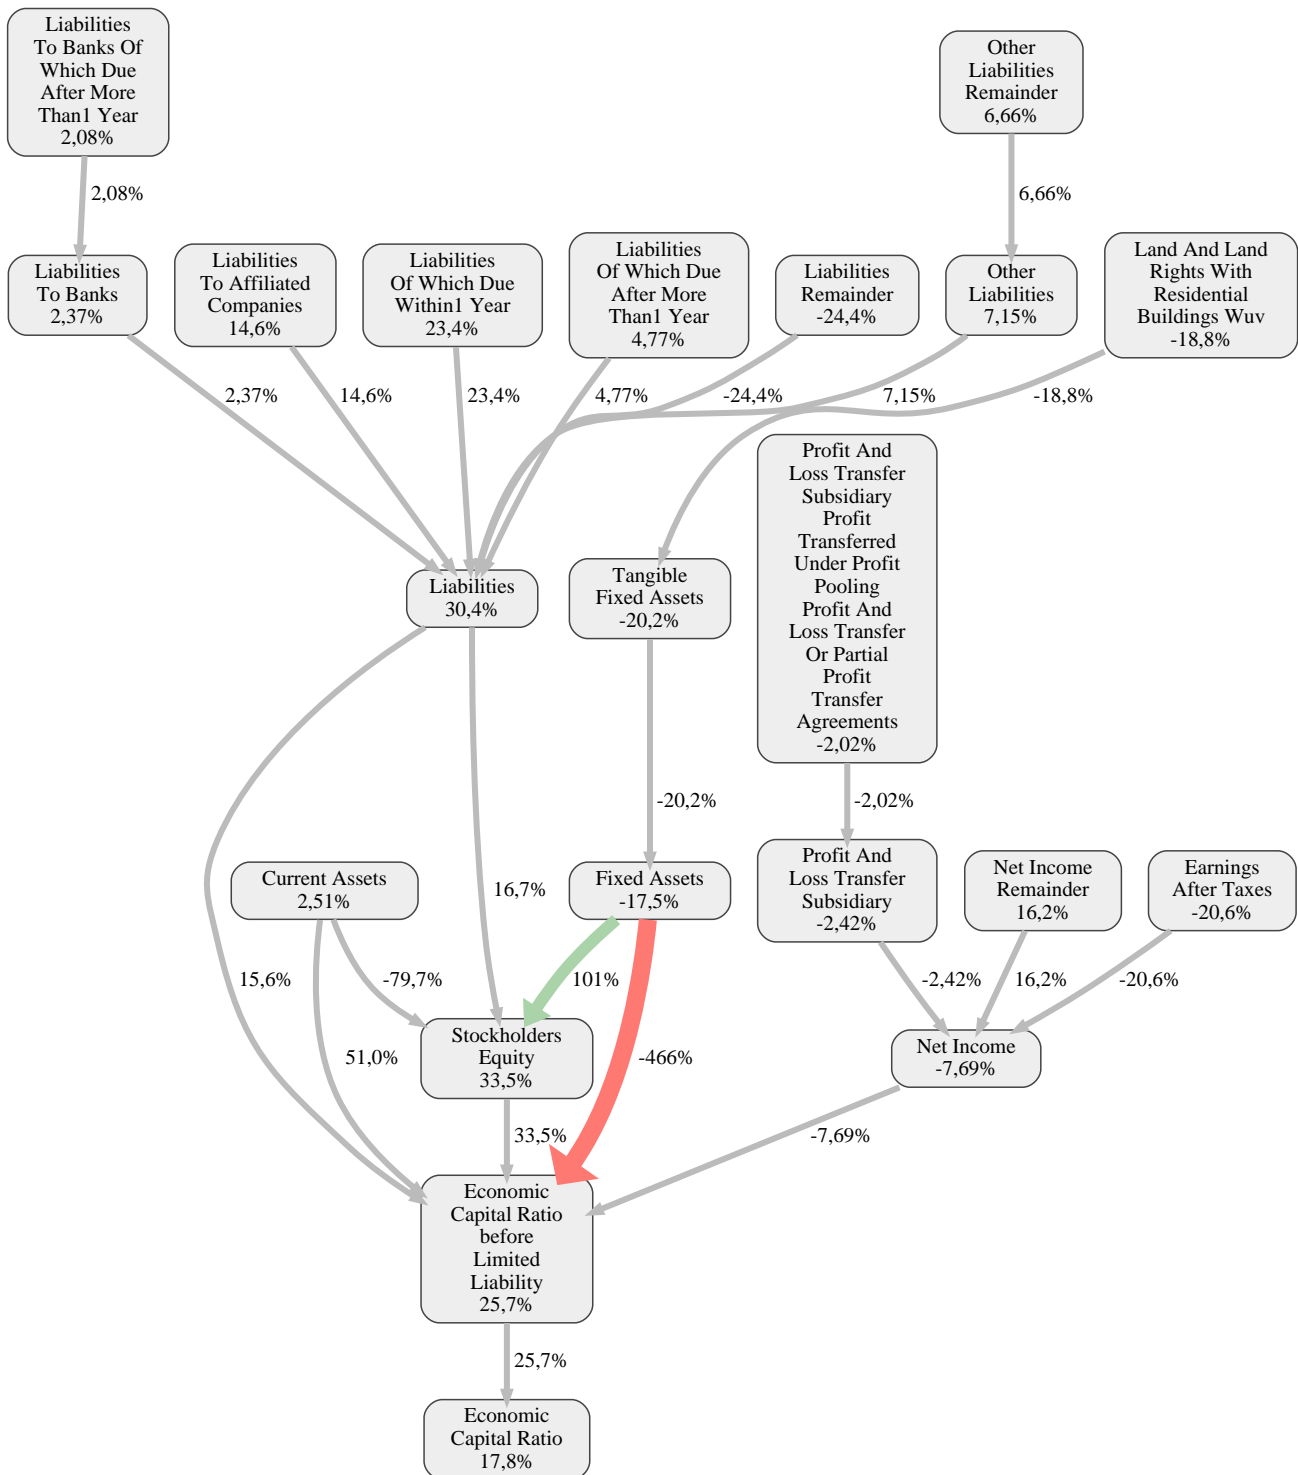 Liabilities
To Banks Of
Which Due
After More
Than1 Year
2,08%
Other
Liabilities
Remainder
6,66%
2,08%
6,66%
Liabilities
To Banks
2,37%
Liabilities
To Affiliated
Companies
14,6%
Liabilities
Of Which Due
Within1 Year
23,4%
Liabilities
Of Which Due
After More
Than1 Year
4,77%
Liabilities
Remainder
-24,4%
Other
Liabilities
7,15%
Land And Land
Rights With
Residential
Buildings Wuv
-18,8%
2,37%
14,6%
23,4%
4,77%
-24,4%
7,15%
-18,8%
Profit And
Loss Transfer
Subsidiary
Profit
Transferred
Under Profit
Pooling
Profit And
Loss Transfer
Or Partial
Profit
Transfer
Agreements
-2,02%
Liabilities
30,4%
Tangible
Fixed Assets
-20,2%
-20,2%
-2,02%
Current Assets
2,51%
16,7%
Fixed Assets
-17,5%
Profit And
Loss Transfer
Subsidiary
-2,42%
Net Income
Remainder
16,2%
Earnings
After Taxes
-20,6%
15,6%
-79,7%
101%
-2,42%
16,2%
-20,6%
51,0%
Stockholders
Equity
33,5%
-466%
Net Income
-7,69%
33,5%
-7,69%
Economic
Capital Ratio
before
Limited
Liability
25,7%
25,7%
Economic
Capital Ratio
17,8%